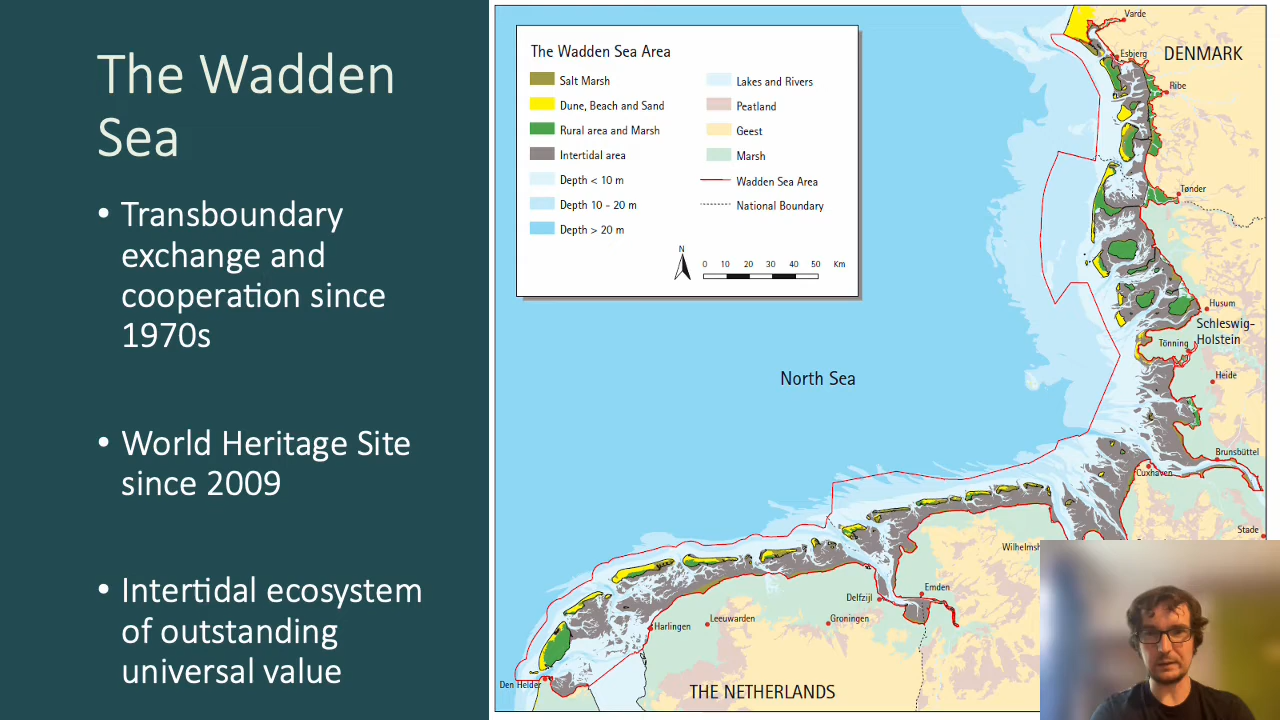 The Wadden
Sea
• Transboundary
exchange and
cooperation since
1970s
• World Heritage Site
since 2009
• Intertidal ecosystem
of outstanding
universal value
The Wadden Sea Area
Salt Marsh
Dune, Beach and Sand
Rural area and Marsh
Intertidal area
Depth < 10 m
Depth 10 - 20 m
Depth > 20 m
Lakes and Rivers
Peatland
Geest
Marsh
Wadden Sea Area
National Boundary
N
0 10 20 30 40 50 Km
Varde
Esbjerg
DENMARK
Ribe
Tønder
Husum
Schleswig-
Holstein
Tönning
North Sea
Heide
Brunsbüttel
Cuxhaven
Stade
Wilhelmsh
Emden
Delfzijl
Groningen
Leeuwarden
Harlingen
Den Helder
THE NETHERLANDS